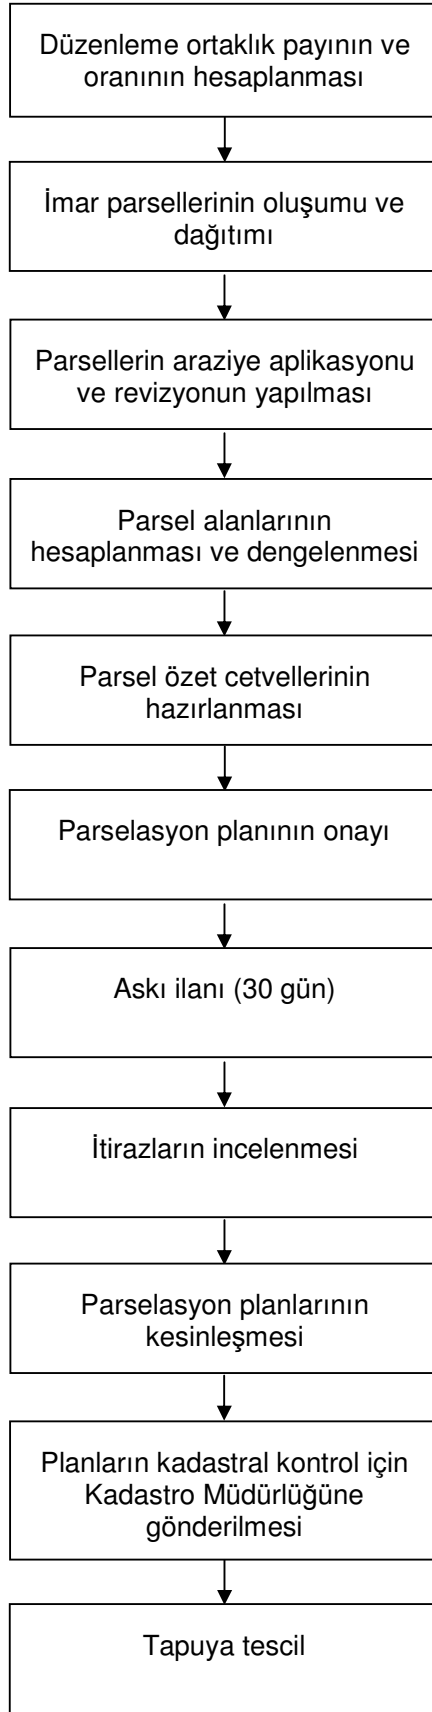 Düzenleme ortaklık payının ve
oranının hesaplanması
İmar parsellerinin oluşumu ve
dağıtımı
Parsellerin araziye aplikasyonu
ve revizyonun yapılması
Parsel alanlarının
hesaplanması ve dengelenmesi
Parsel özet cetvellerinin
hazırlanması
Parselasyon planının onayı
Askı ilanı (30 gün)
İtirazların incelenmesi
Parselasyon planlarının
kesinleşmesi
Planların kadastral kontrol için
Kadastro Müdürlüğüne
gönderilmesi
Tapuya tescil